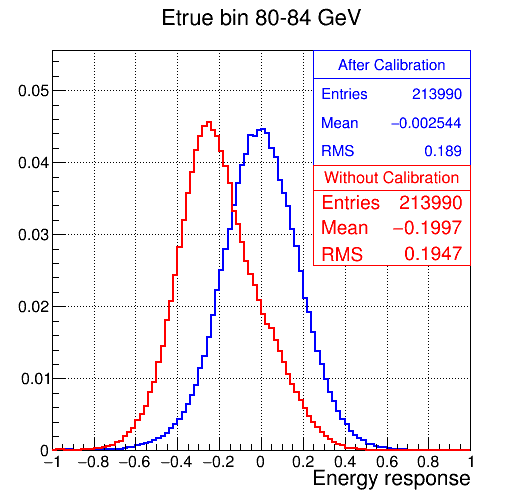 Etrue bin 80-84 GeV
After Calibration
Entries 213990
Mean −0.002544
RMS 0.189
Without Calibration
Entries 213990
Mean −0.1997
RMS 0.1947
0.05
0.04
0.03
0.02
0.01
0
−1 −0.8 −0.6 −0.4 −0.2 0 0.2 0.4 0.6 0.8 1
Energy response